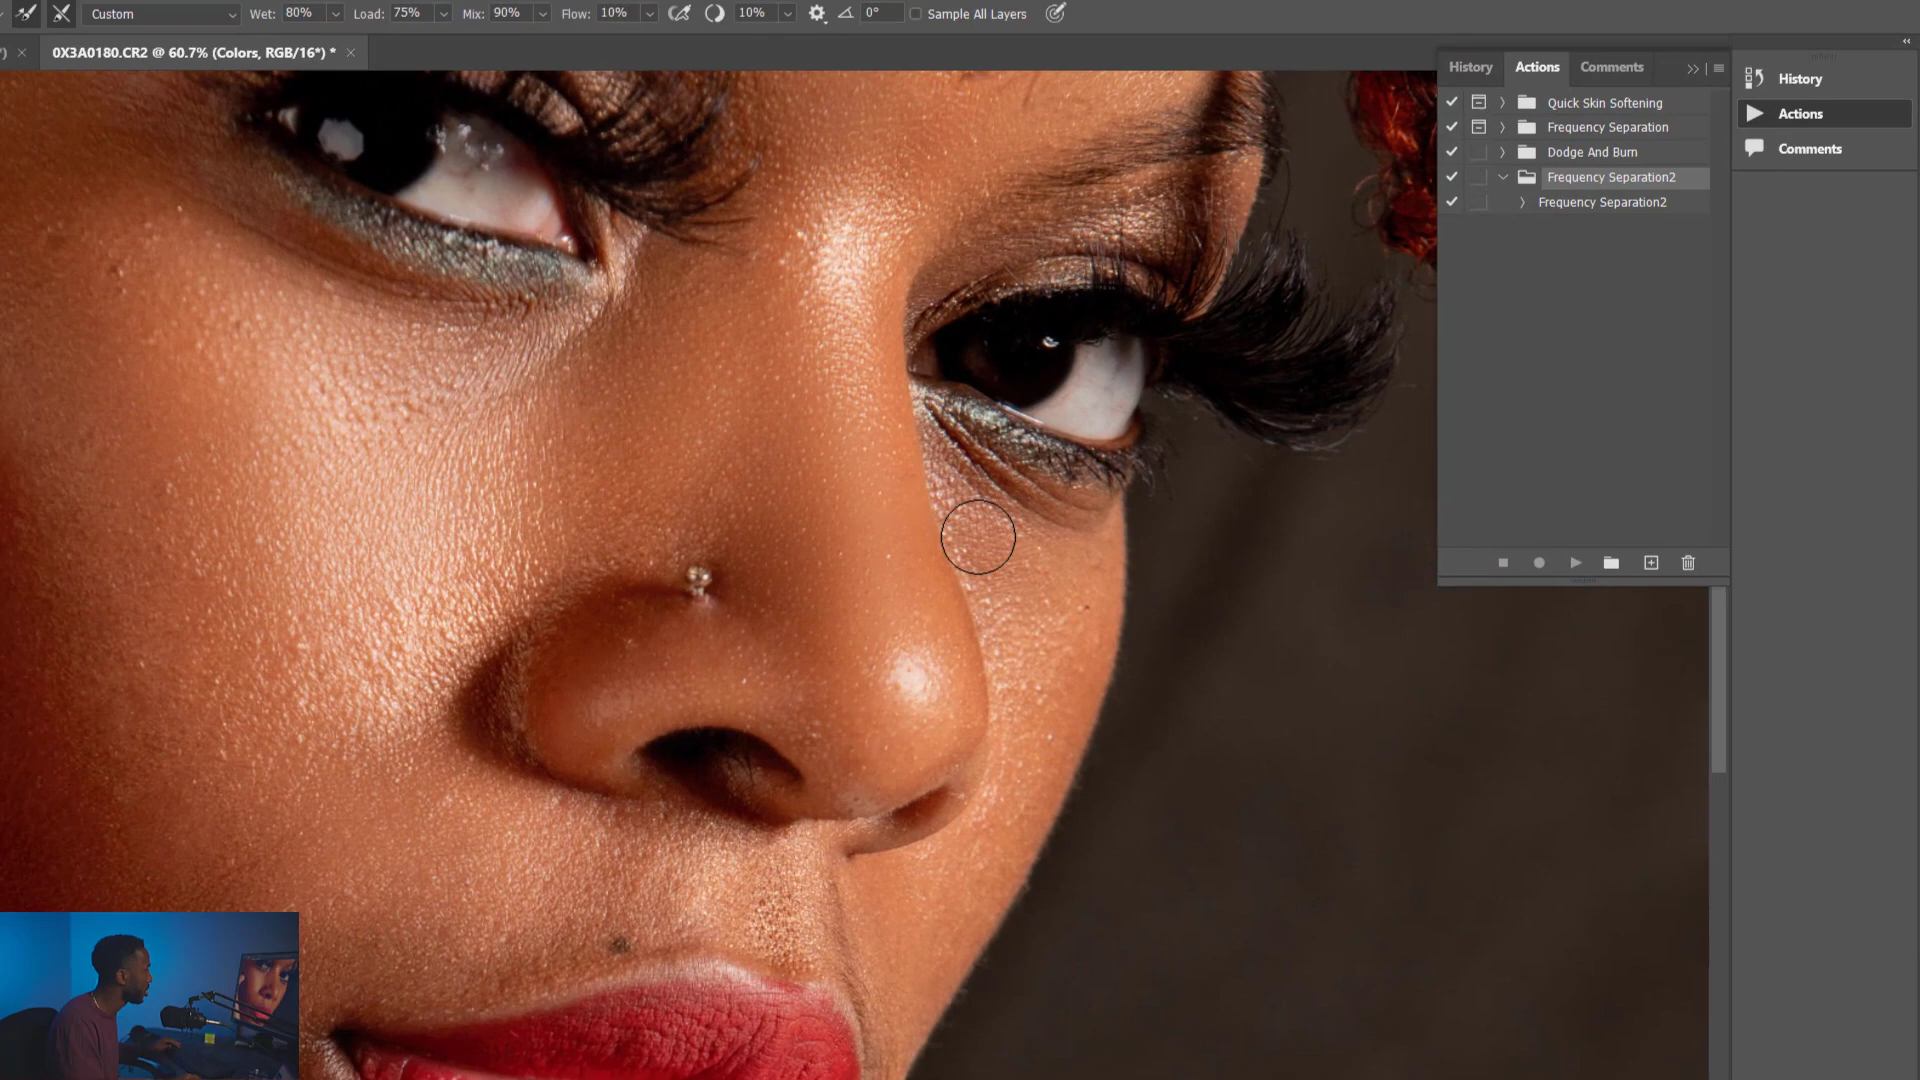 Custom Wet: 80% Load: 75% Mix: 90% Flow: 10% 10% 0° Sample All Layers
*) × 0X3A0180.CR2 @ 60.7% (Colors, RGB/16*) * ×
History Actions Comments
Quick Skin Softening
Frequency Separation
Dodge And Burn
Frequency Separation2
Frequency Separation2
History
Actions
Comments